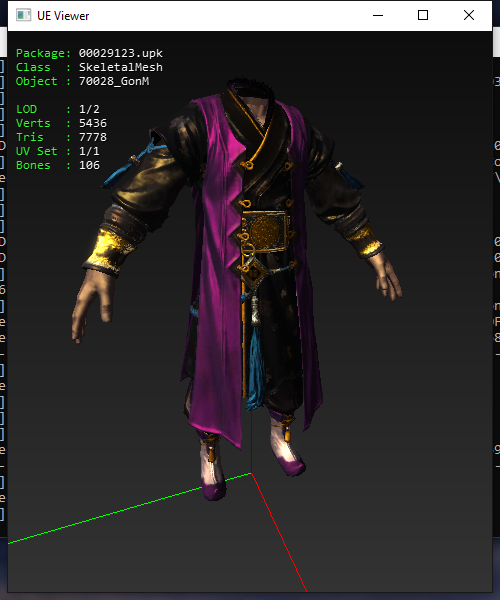 UE Viewer
Package: 00029123.upk
Class : SkeletalMesh
Object : 70028_GonM
LOD : 1/2
Verts : 5436
Tris : 7778
UV Set : 1/1
Bones : 106